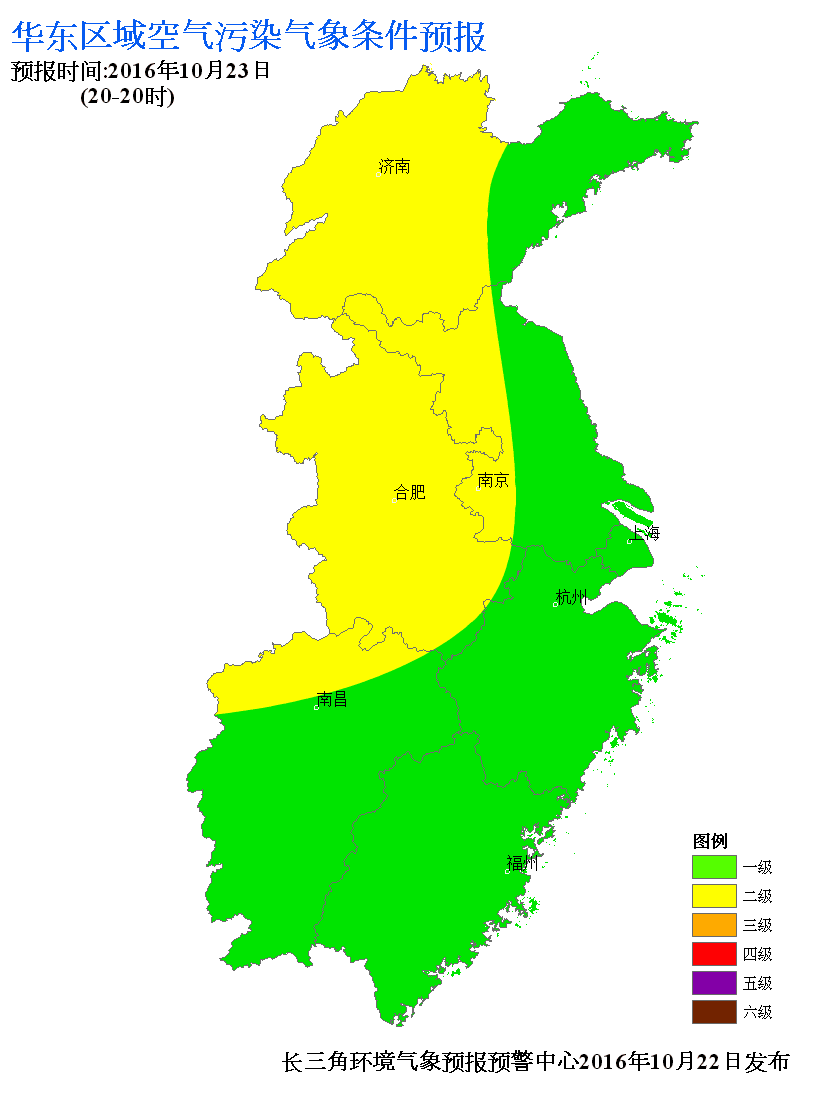 华东区域空气污染气象条件预报
预报时间:2016年10月23日
(20-20时)
济南
南京
合肥
上海
杭州
南昌
福州
图例
一级
二级
三级
四级
五级
六级
长三角环境气象预报预警中心2016年10月22日发布